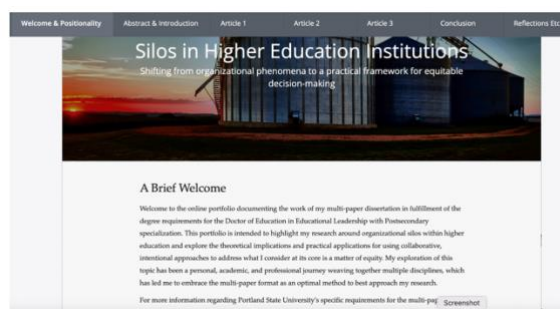 Welcome & Positionality Abstract & Introduction Article 1 Article 2 Article 3 Conclusion Reflections Etc
Silos in Higher Education Institutions
Shifting from organizational phenomena to a practical framework for equitable
decision-making
A Brief Welcome
Welcome to the online portfolio documenting the work of my multi-paper dissertation in fulfillment of the
degree requirements for the Doctor of Education in Educational Leadership with Postsecondary
specialization. This portfolio is intended to highlight my research around organizational silos within higher
education and explore the theoretical implications and practical applications for using collaborative,
intentional approaches to address what I consider at its core is a matter of equity. My exploration of this
topic has been a personal, academic, and professional journey weaving together multiple disciplines, which
has led me to embrace the multi-paper format as an optimal method to best approach my research.
For more information regarding Portland State University's specific requirements for the multi-pap
Screenshot